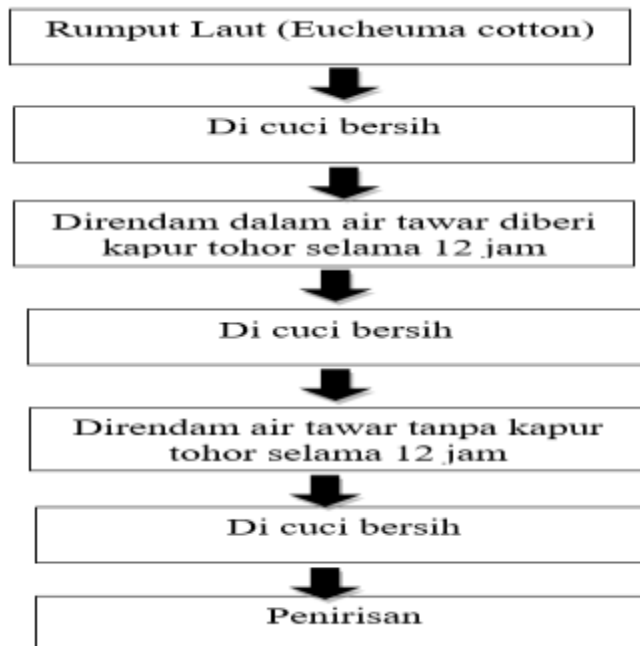 Rumput Laut (Eucheuma cotton)
Di cuci bersih
Direndam dalam air tawar diberi
kapur tohor selama 12 jam
Di cuci bersih
Direndam air tawar tanpa kapur
tohor selama 12 jam
Di cuci bersih
Penirisan